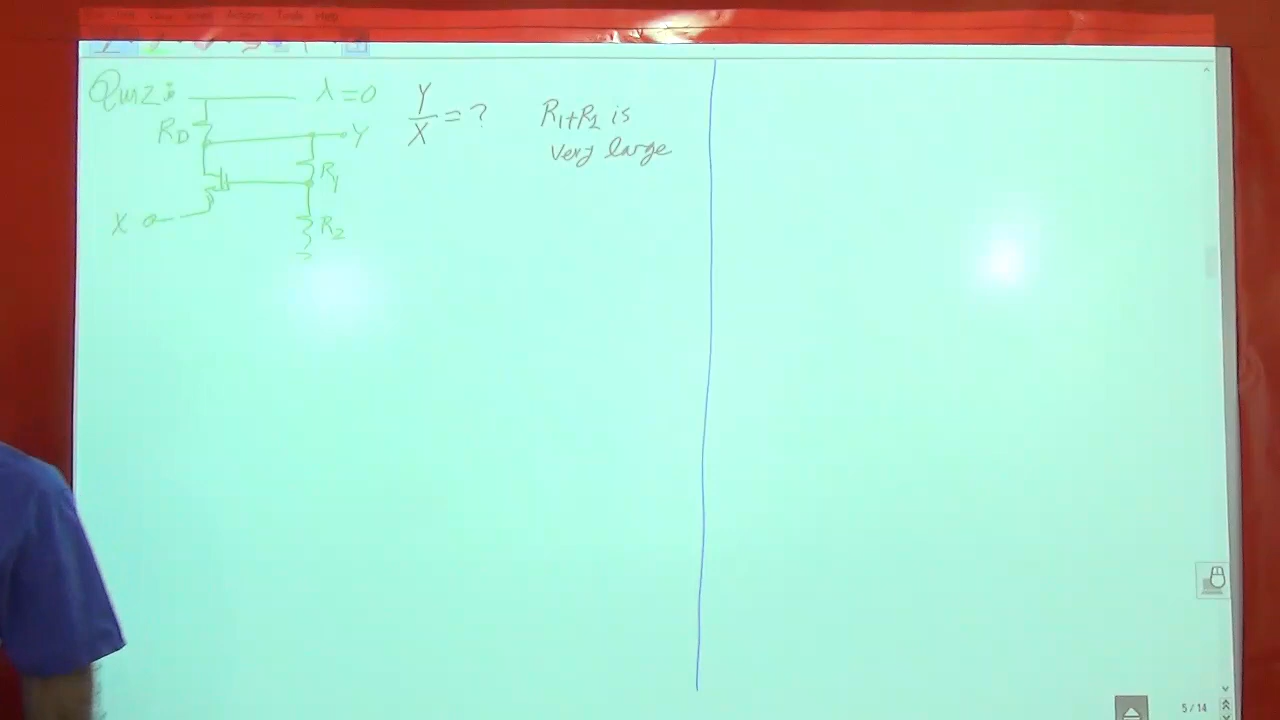 Quiz:
λ=0
Y/X = ?
R1+R2 is
very large
RD
Y
R1
X
R2
5/14